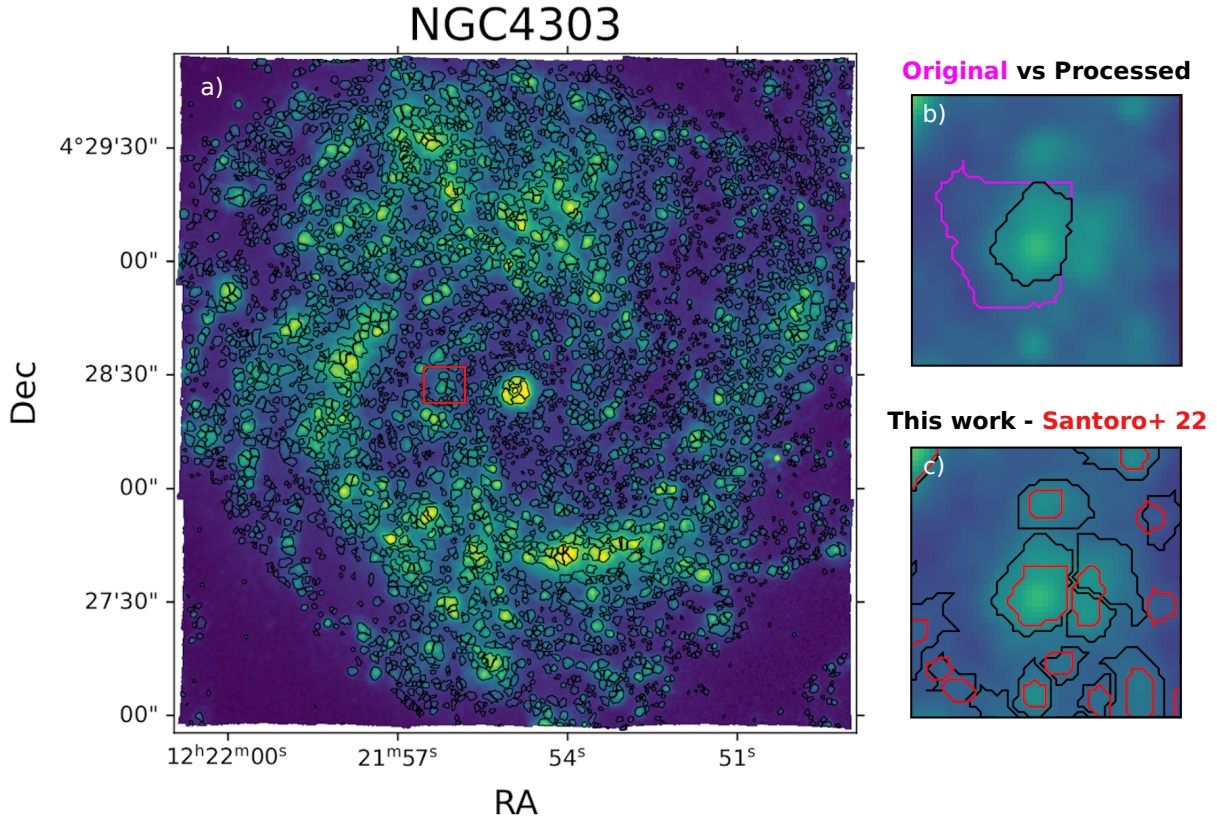 NGC4303
a)
4°29'30"
00"
28'30"
00"
27'30"
00"
Dec
12ʰ22ᵐ00ˢ
21ᵐ57ˢ
54ˢ
51ˢ
RA
Original vs Processed
b)
This work - Santoro+ 22
c)